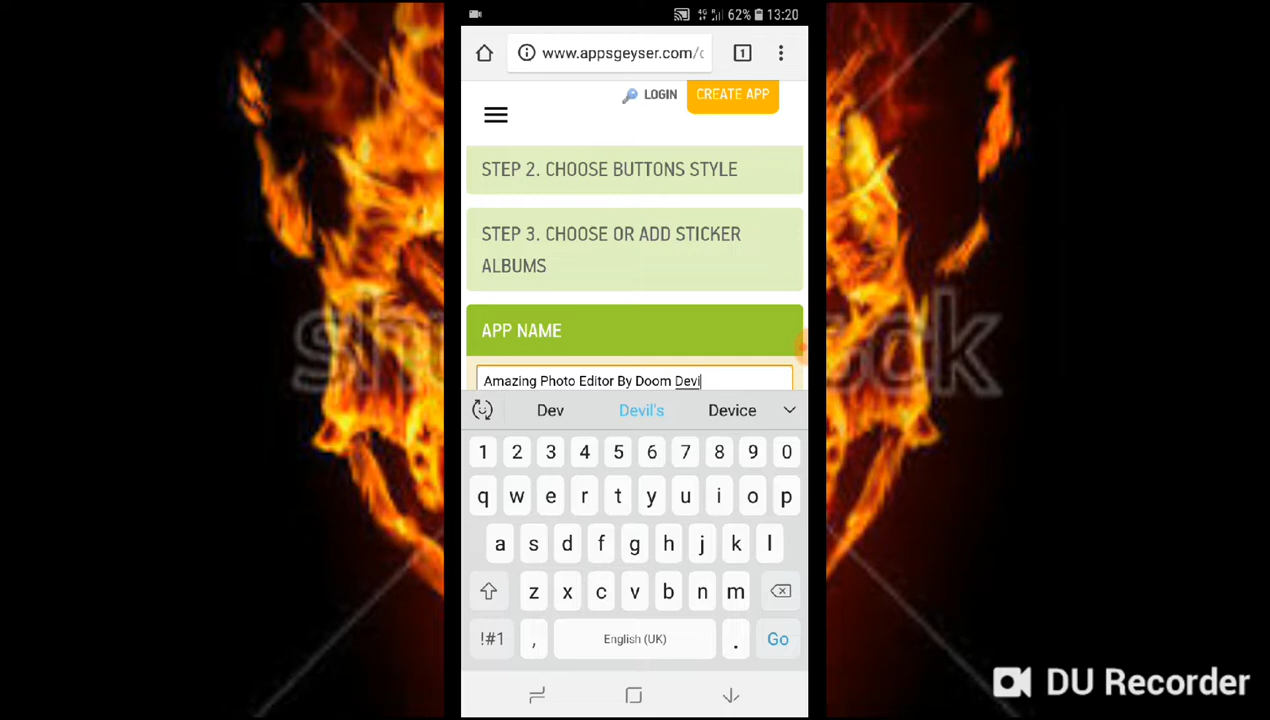 62% 13:20
www.appsgeyser.com/c
1
LOGIN
CREATE APP
STEP 2. CHOOSE BUTTONS STYLE
STEP 3. CHOOSE OR ADD STICKER
ALBUMS
APP NAME
Amazing Photo Editor By Doom Devi
Dev Devil's Device
1 2 3 4 5 6 7 8 9 0
q w e r t y u i o p
a s d f g h j k l
z x c v b n m
!#1 , English (UK) . Go
DU Recorder